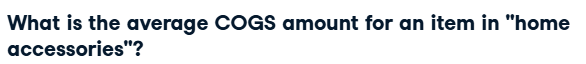 What is the average COGS amount for an item in "home
accessories"?